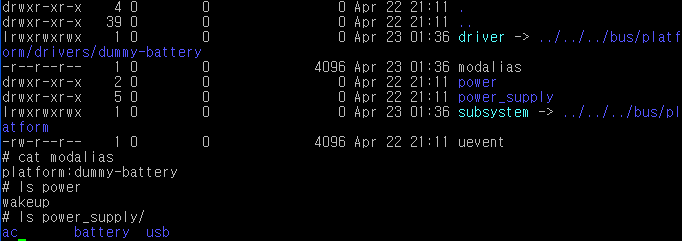 drwxr-xr-x 4 0 0 0 Apr 22 21:11 .
drwxr-xr-x 39 0 0 0 Apr 22 21:11 ..
lrwxrwxrwx 1 0 0 0 Apr 23 01:36 driver -> ../../../bus/platf
orm/drivers/dummy-battery
-r--r--r-- 1 0 0 4096 Apr 23 01:36 modalias
drwxr-xr-x 2 0 0 0 Apr 22 21:11 power
drwxr-xr-x 5 0 0 0 Apr 22 21:11 power_supply
lrwxrwxrwx 1 0 0 0 Apr 23 01:36 subsystem -> ../../../bus/pl
atform
-rw-r--r-- 1 0 0 4096 Apr 22 21:11 uevent
# cat modalias
platform:dummy-battery
# ls power
wakeup
# ls power_supply/
ac battery usb